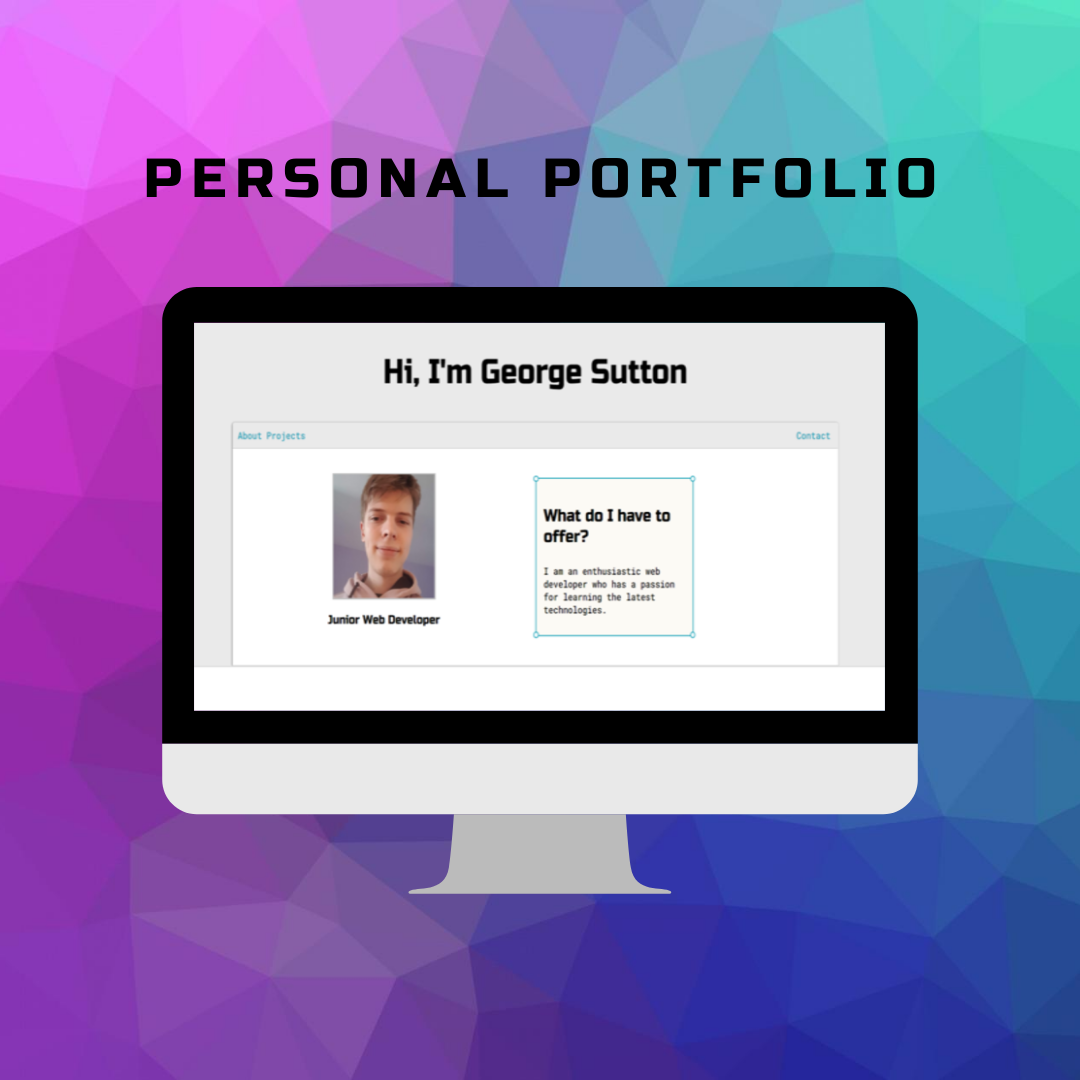 PERSONAL PORTFOLIO
Hi, I'm George Sutton
About Projects
Contact
What do I have to
offer?
I am an enthusiastic web
developer who has a passion
for learning the latest
technologies.
Junior Web Developer